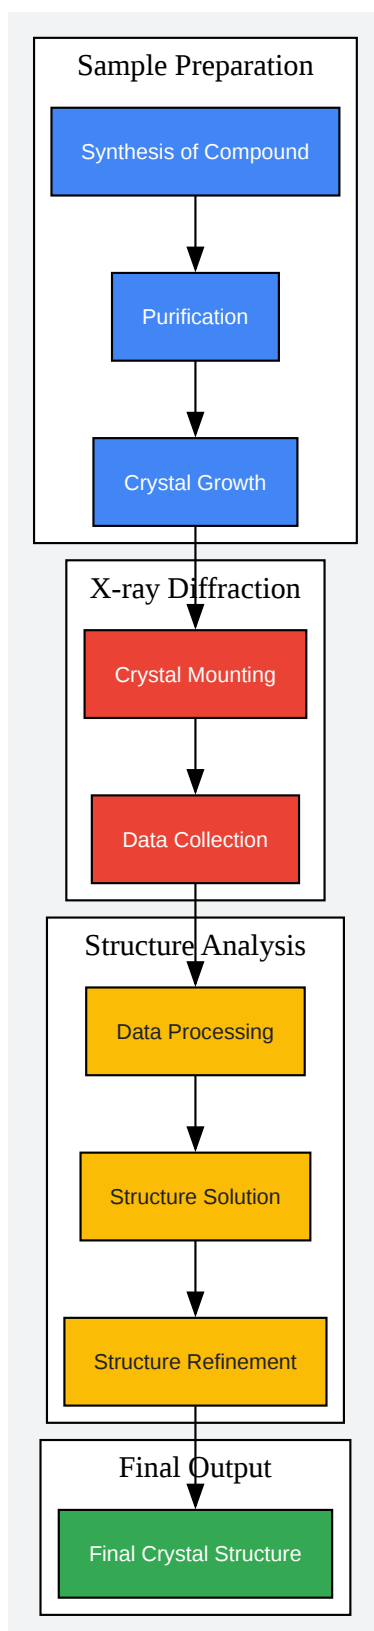 Sample Preparation
Synthesis of Compound
Purification
Crystal Growth
X-ray Diffraction
Crystal Mounting
Data Collection
Structure Analysis
Data Processing
Structure Solution
Structure Refinement
Final Output
Final Crystal Structure